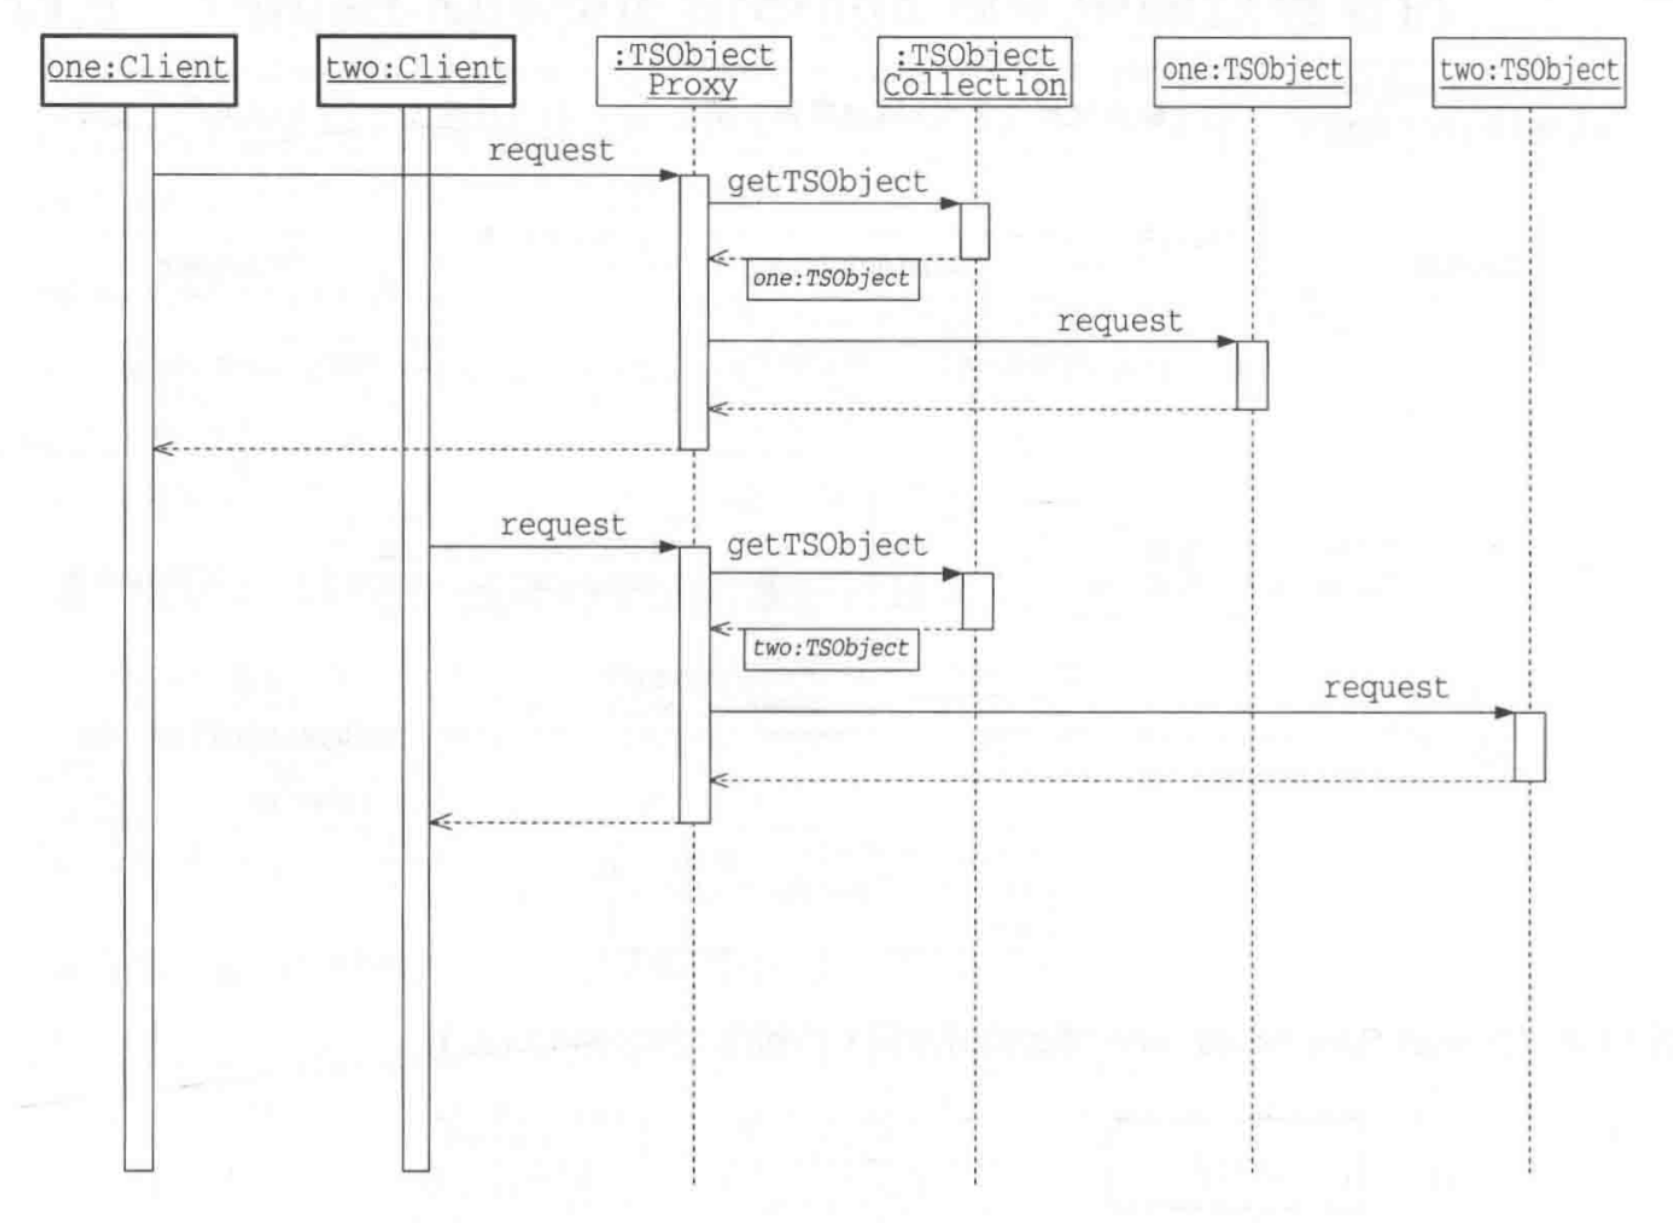 one:Client
two:Client
:TSObject
Proxy
:TSObject
Collection
one:TSObject
two:TSObject
request
getTSObject
one:TSObject
request
request
getTSObject
two:TSObject
request